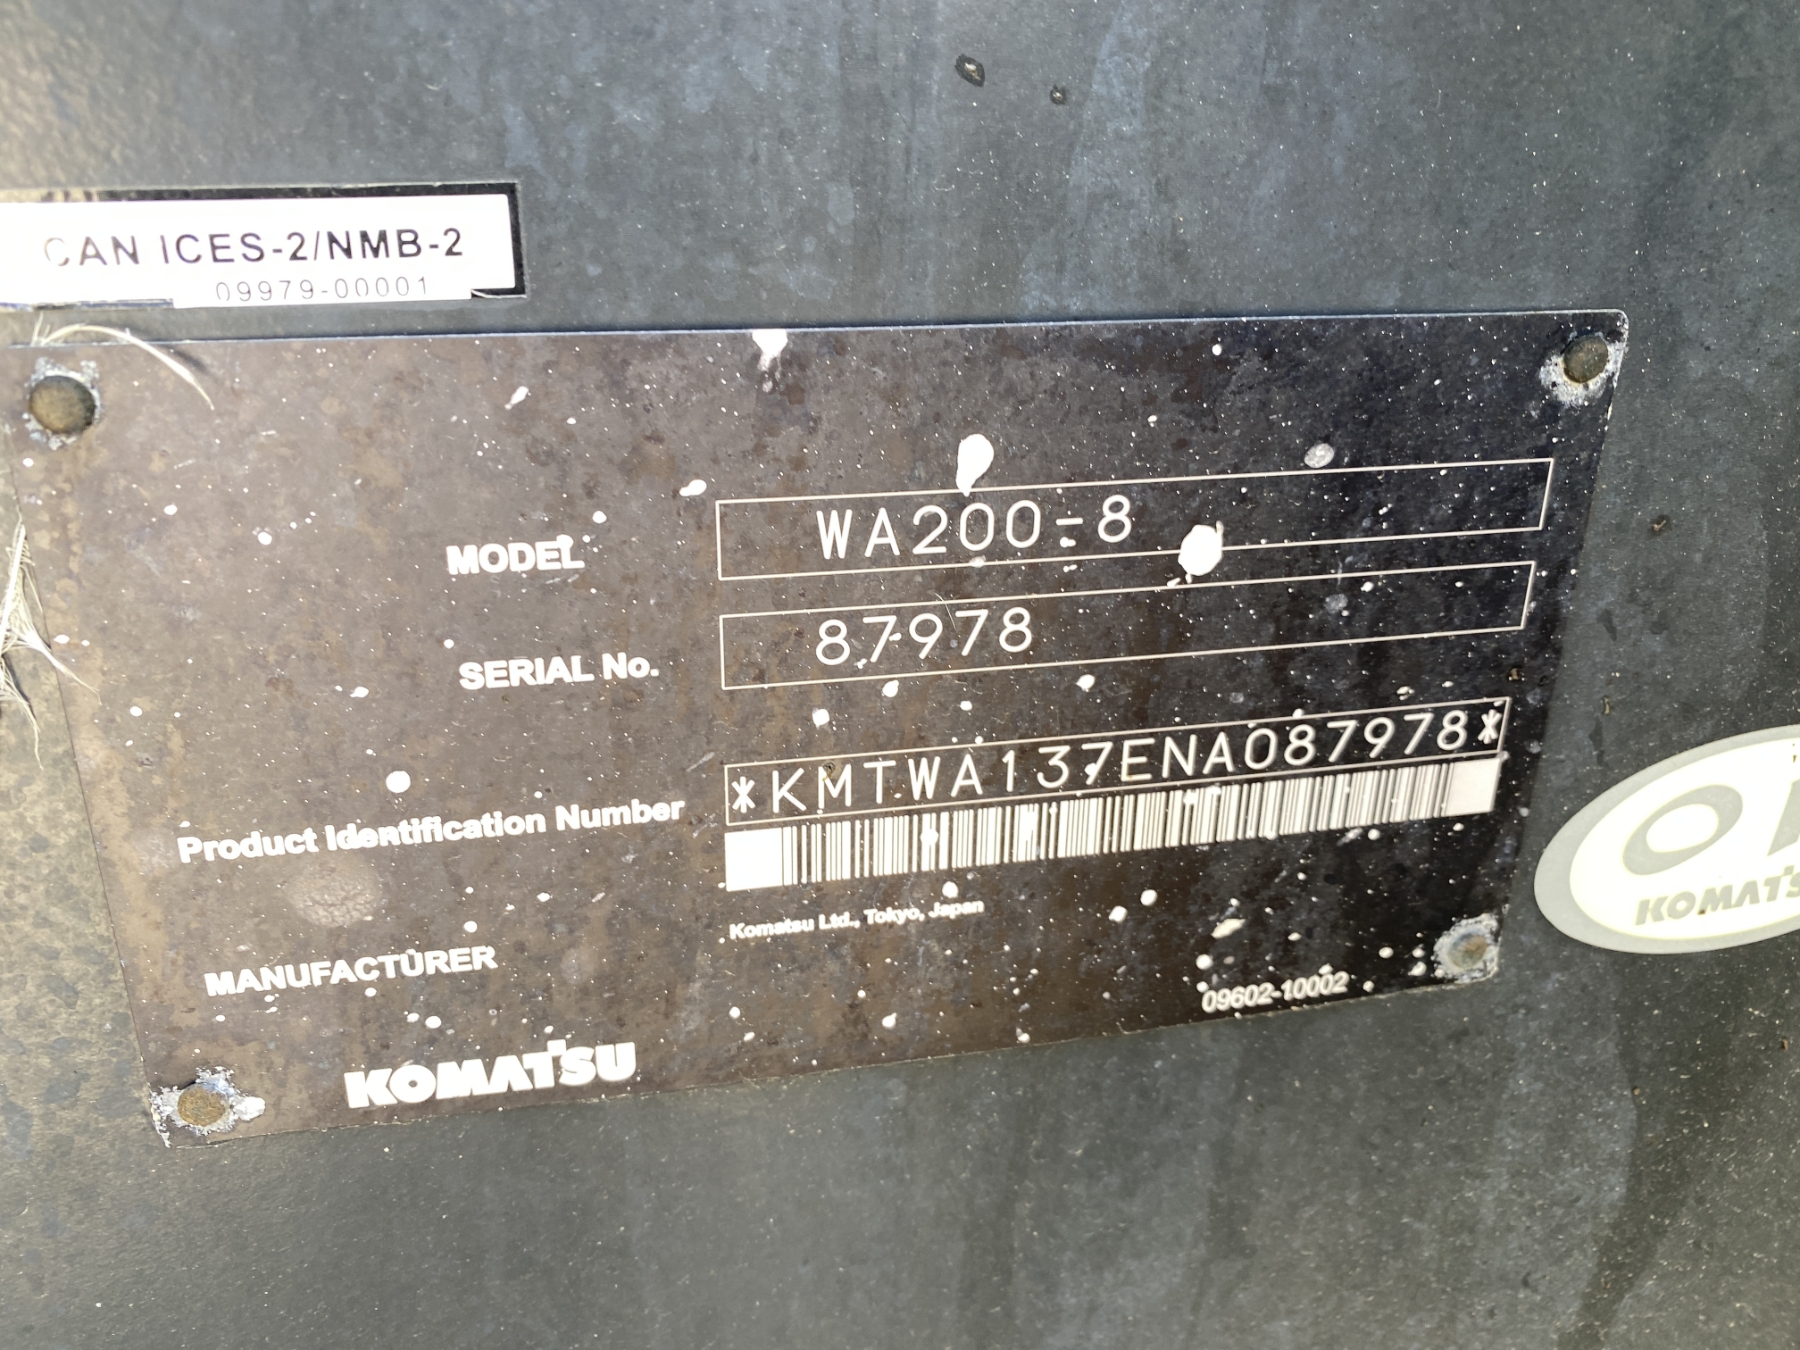 CAN ICES-2/NMB-2
09979-00001
MODEL WA200-8
SERIAL No. 87978
Product Identification Number *KMTWA137ENA087978*
MANUFACTURER Komatsu Ltd., Tokyo, Japan
09602-10002
KOMATSU
KOMATS